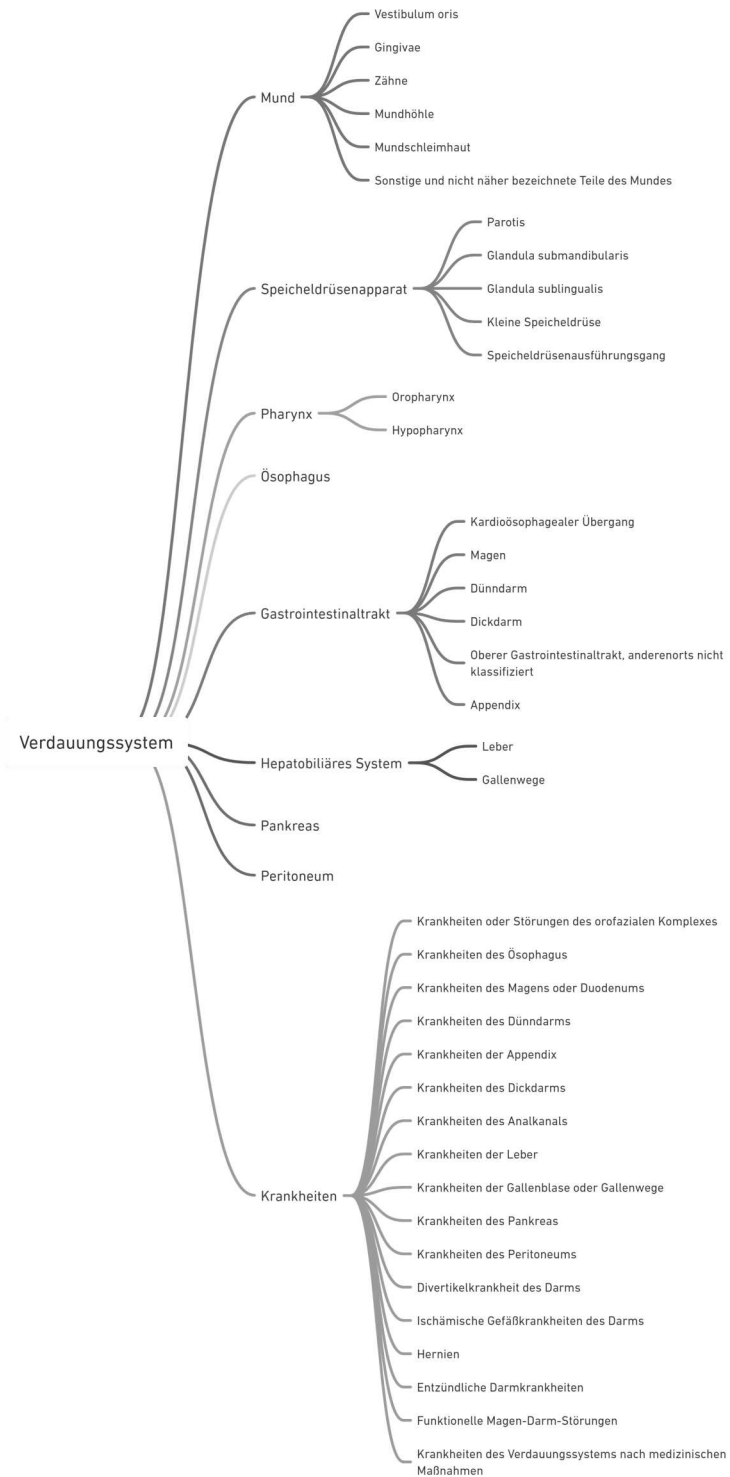 Verdauungssystem
Mund
Vestibulum oris
Gingivae
Zähne
Mundhöhle
Mundschleimhaut
Sonstige und nicht näher bezeichnete Teile des Mundes
Speicheldrüsenapparat
Parotis
Glandula submandibularis
Glandula sublingualis
Kleine Speicheldrüse
Speicheldrüsenausführungsgang
Pharynx
Oropharynx
Hypopharynx
Ösophagus
Gastrointestinaltrakt
Kardioösophagealer Übergang
Magen
Dünndarm
Dickdarm
Oberer Gastrointestinaltrakt, anderenorts nicht
klassifiziert
Appendix
Hepatobiliäres System
Leber
Gallenwege
Pankreas
Peritoneum
Krankheiten
Krankheiten oder Störungen des orofazialen Komplexes
Krankheiten des Ösophagus
Krankheiten des Magens oder Duodenums
Krankheiten des Dünndarms
Krankheiten der Appendix
Krankheiten des Dickdarms
Krankheiten des Analkanals
Krankheiten der Leber
Krankheiten der Gallenblase oder Gallenwege
Krankheiten des Pankreas
Krankheiten des Peritoneums
Divertikelkrankheit des Darms
Ischämische Gefäßkrankheiten des Darms
Hernien
Entzündliche Darmkrankheiten
Funktionelle Magen-Darm-Störungen
Krankheiten des Verdauungssystems nach medizinischen
Maßnahmen